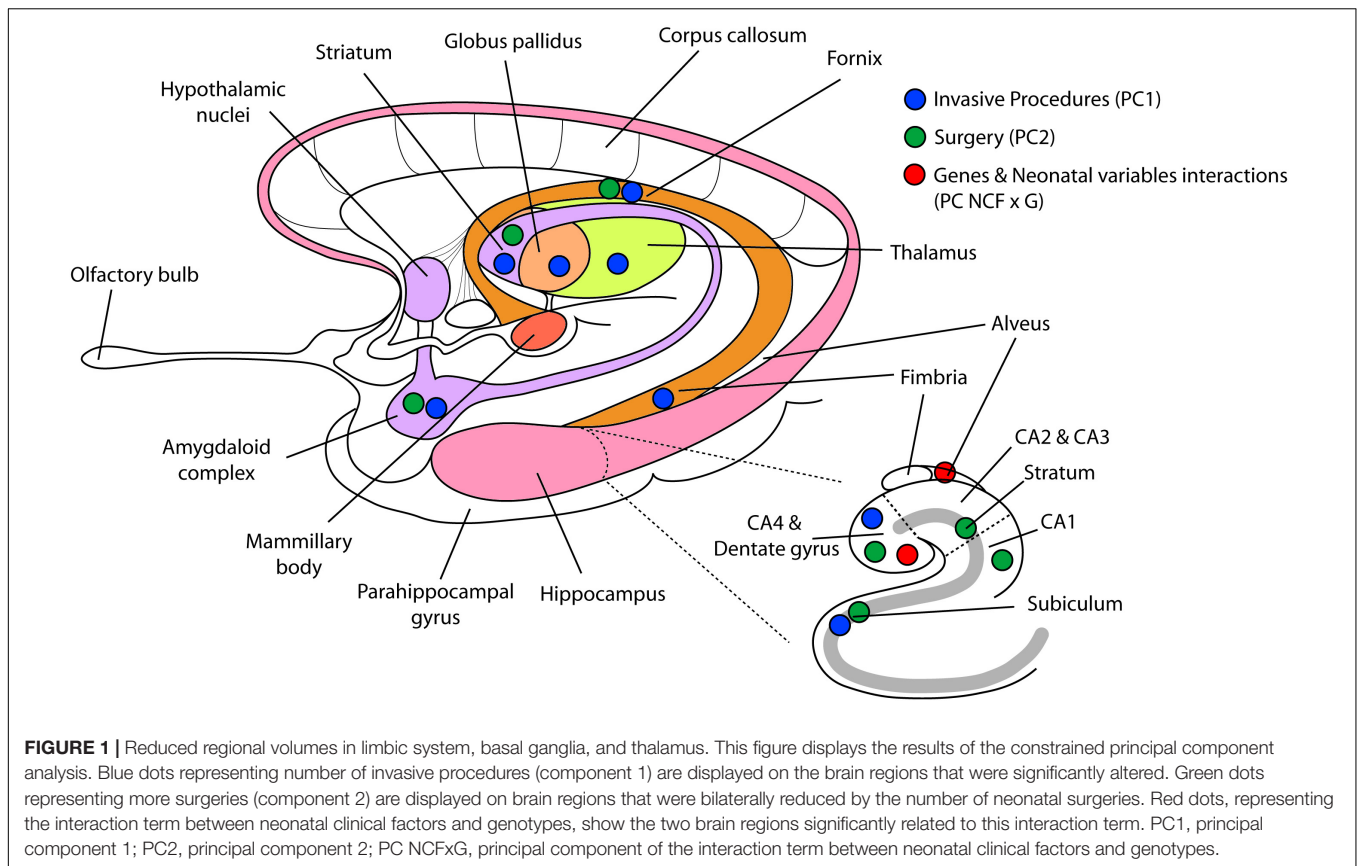 Corpus callosum
Globus pallidus
Striatum
Fornix
Hypothalamic
nuclei
Invasive Procedures (PC1)
Surgery (PC2)
Genes & Neonatal variables interactions
(PC NCF x G)
Thalamus
Olfactory bulb
Alveus
Fimbria
Amygdaloid
complex
CA2 & CA3
Stratum
CA1
CA4 &
Dentate gyrus
Mammillary
body
Parahippocampal
gyrus
Hippocampus
Subiculum
FIGURE 1 | Reduced regional volumes in limbic system, basal ganglia, and thalamus. This figure displays the results of the constrained principal component
analysis. Blue dots representing number of invasive procedures (component 1) are displayed on the brain regions that were significantly altered. Green dots
representing more surgeries (component 2) are displayed on brain regions that were bilaterally reduced by the number of neonatal surgeries. Red dots, representing
the interaction term between neonatal clinical factors and genotypes, show the two brain regions significantly related to this interaction term. PC1, principal
component 1; PC2, principal component 2; PC NCFxG, principal component of the interaction term between neonatal clinical factors and genotypes.